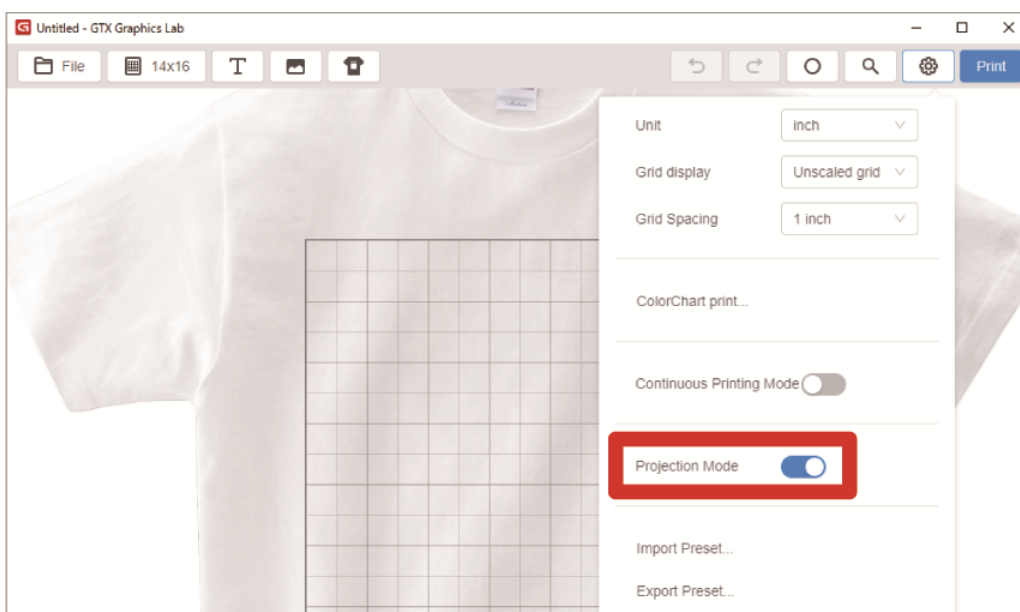 Untitled - GTX Graphics Lab
File
14x16
T
Print
Unit
inch
Grid display
Unscaled grid
Grid Spacing
1 inch
ColorChart print...
Continuous Printing Mode
Projection Mode
Import Preset...
Export Preset...